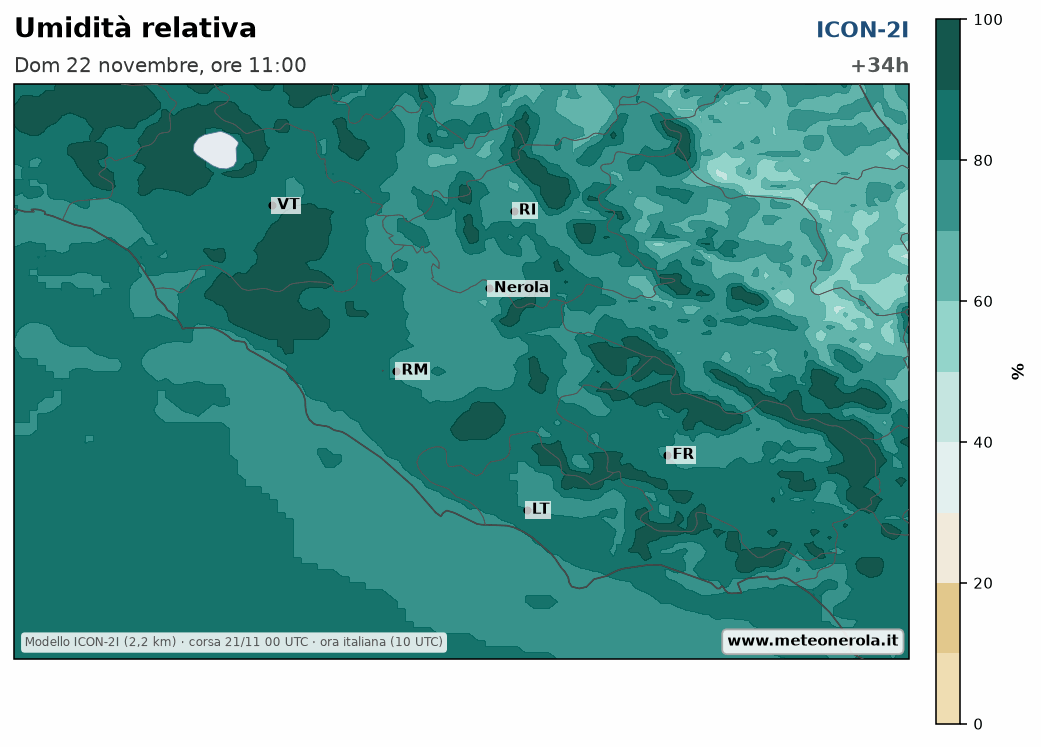 Umidità relativa
ICON-2I
Dom 22 novembre, ore 11:00
+34h
VT
RI
Nerola
RM
FR
LT
Modello ICON-2I (2,2 km) · corsa 21/11 00 UTC · ora italiana (10 UTC)
www.meteonerola.it
100
80
60
40
20
0
%